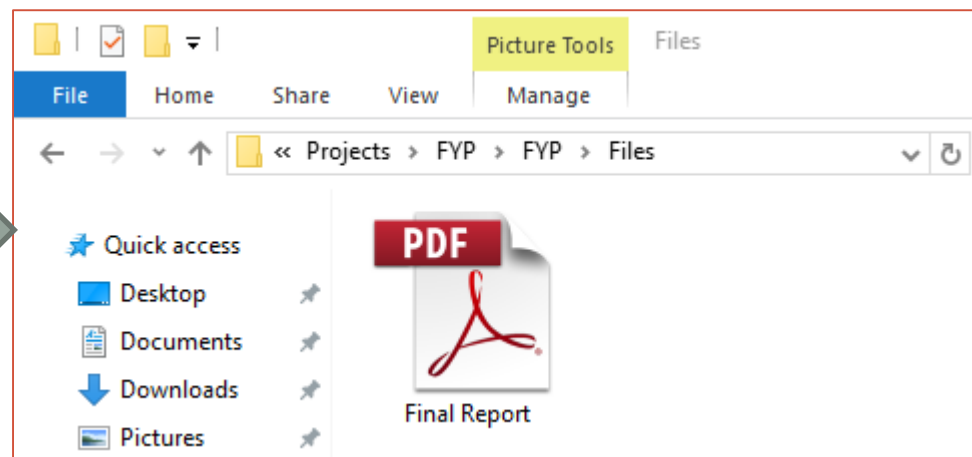 Picture Tools Files
File Home Share View Manage
« Projects > FYP > FYP > Files
Quick access
Desktop
Documents
Downloads
Pictures
PDF
Final Report